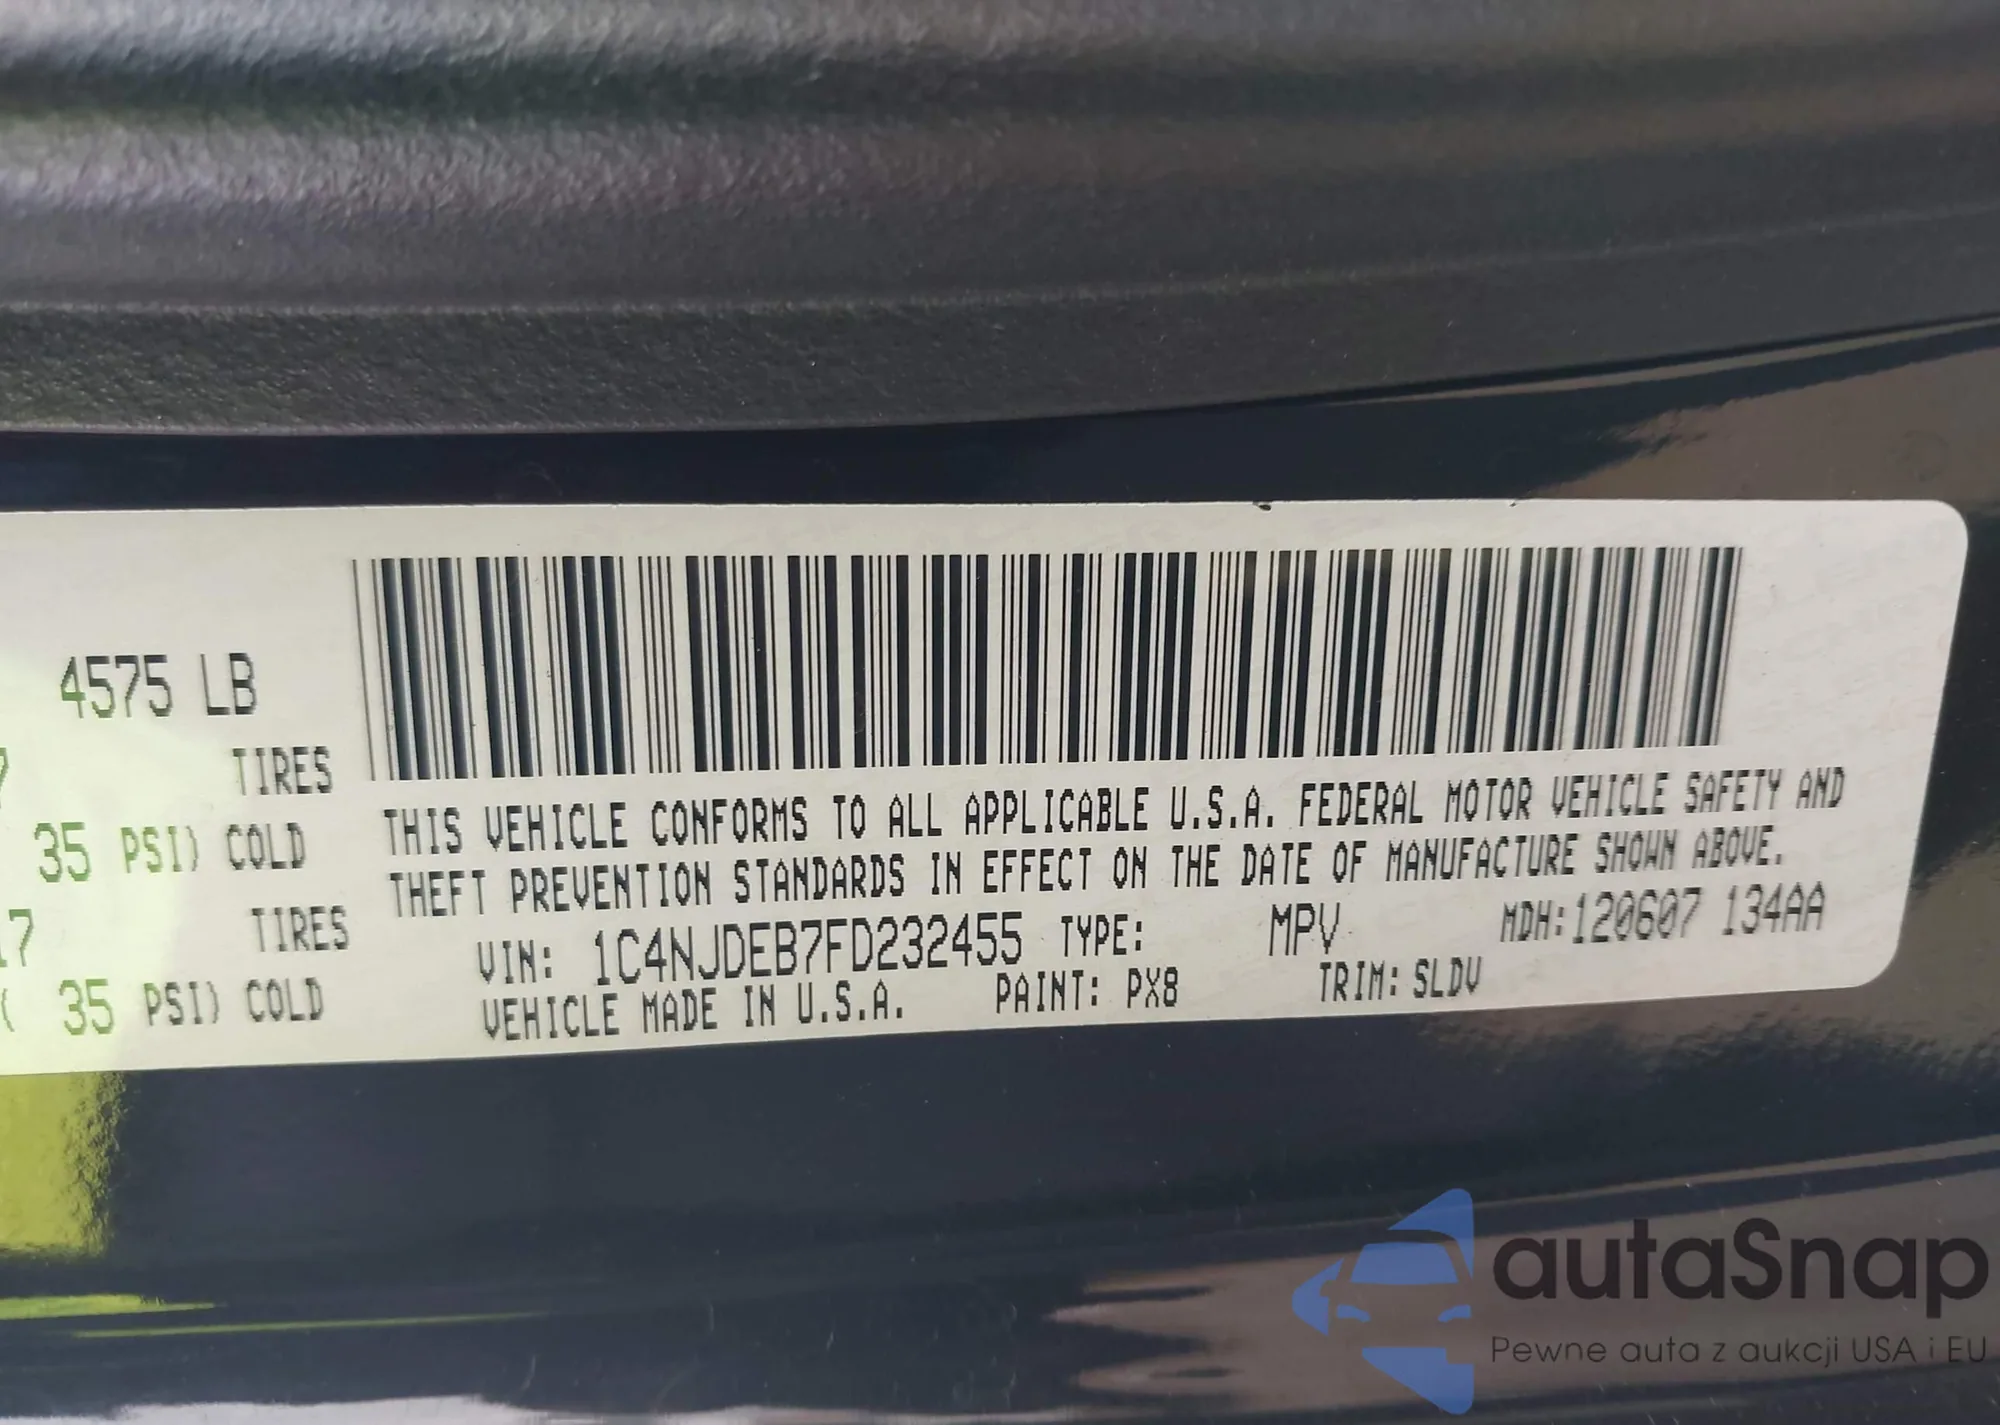 4575 LB
7 TIRES
35 PSI) COLD
17 TIRES
( 35 PSI) COLD
THIS VEHICLE CONFORMS TO ALL APPLICABLE U.S.A. FEDERAL MOTOR VEHICLE SAFETY AND
THEFT PREVENTION STANDARDS IN EFFECT ON THE DATE OF MANUFACTURE SHOWN ABOVE.
VIN: 1C4NJDEB7FD232455 TYPE: MPV MDH:120607 134AA
VEHICLE MADE IN U.S.A. PAINT: PX8 TRIM: SLDV
autaSnap
Pewne auta z aukcji USA i EU